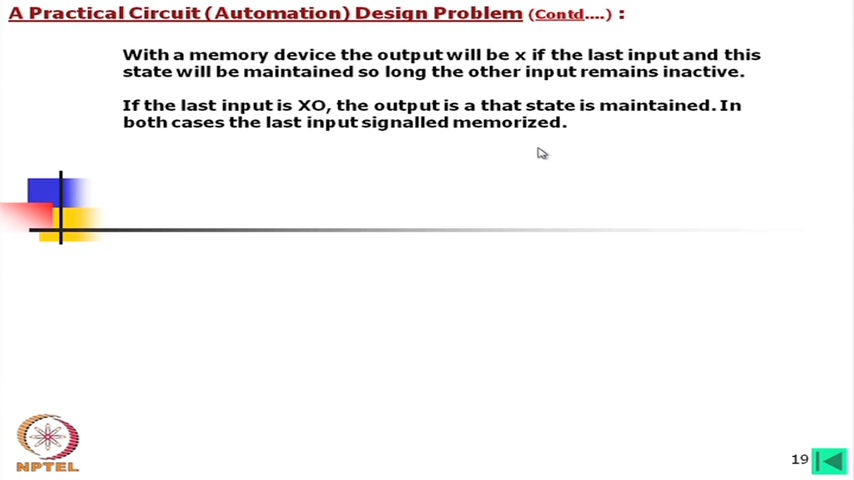 A Practical Circuit (Automation) Design Problem (Contd....) :
With a memory device the output will be x if the last input and this
state will be maintained so long the other input remains inactive.
If the last input is XO, the output is a that state is maintained. In
both cases the last input signalled memorized.
NPTEL
19